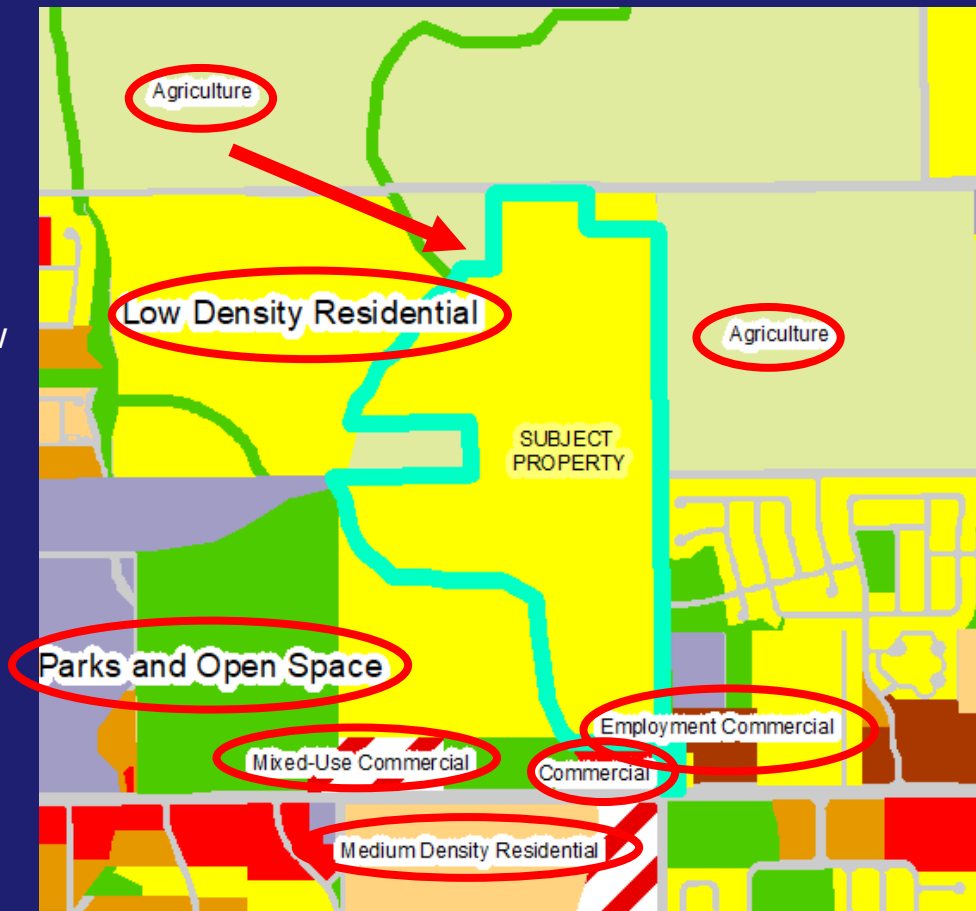 Agriculture
Low Density Residential
Agriculture
SUBJECT
PROPERTY
Parks and Open Space
Employment Commercial
Mixed-Use Commercial
Commercial
Medium Density Residential